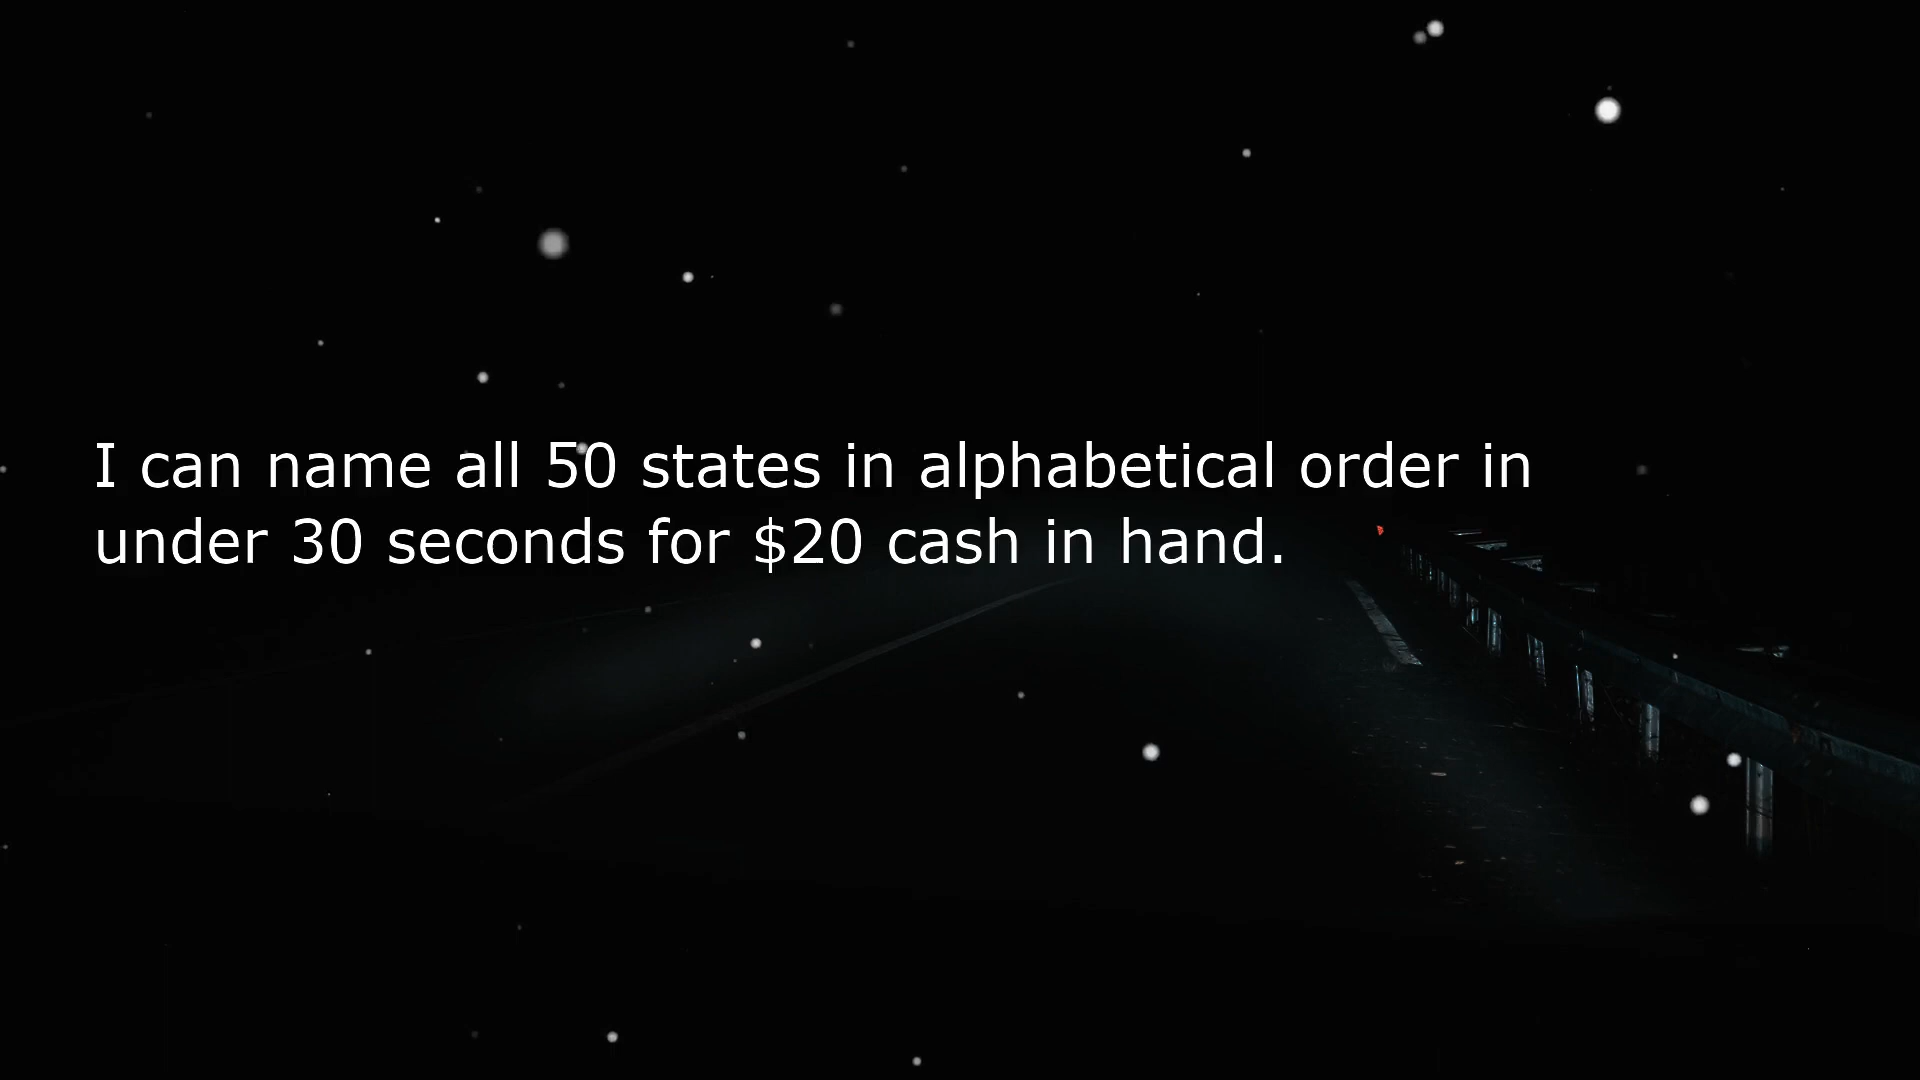 I can name all 50 states in alphabetical order in
under 30 seconds for $20 cash in hand.